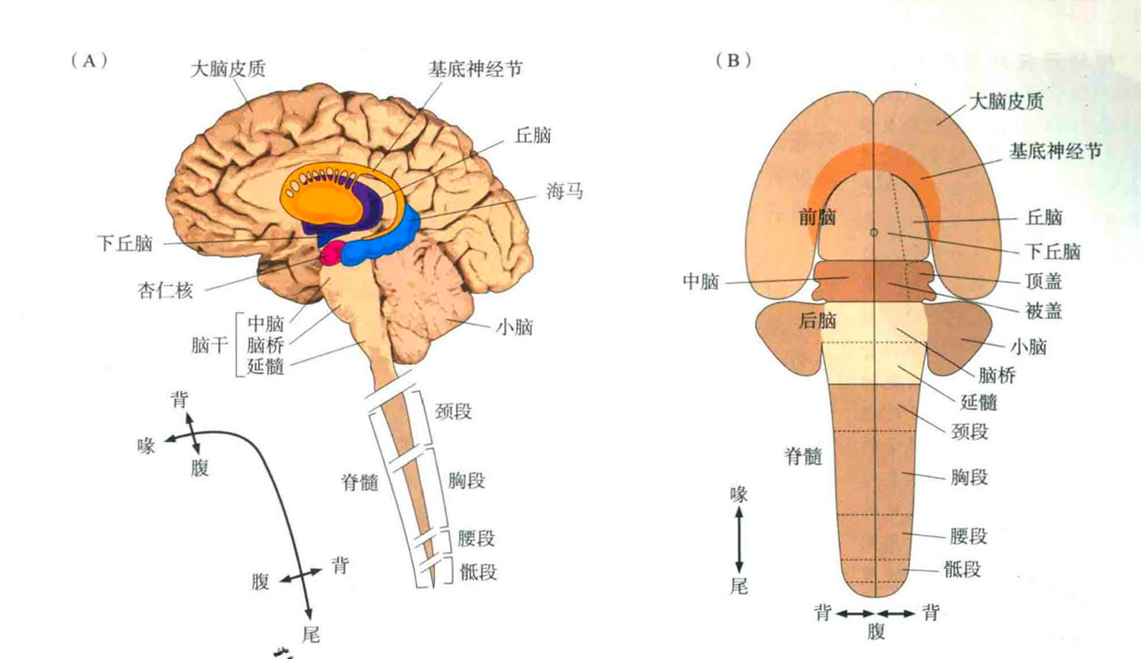 （A）
大脑皮质
基底神经节
丘脑
海马
下丘脑
杏仁核
脑干
中脑
脑桥
延髓
小脑
颈段
脊髓
胸段
腰段
骶段
背
喙
腹
腹
背
尾
（B）
大脑皮质
基底神经节
前脑
丘脑
下丘脑
中脑
顶盖
被盖
后脑
小脑
脑桥
延髓
颈段
脊髓
胸段
喙
腰段
骶段
尾
背
背
腹